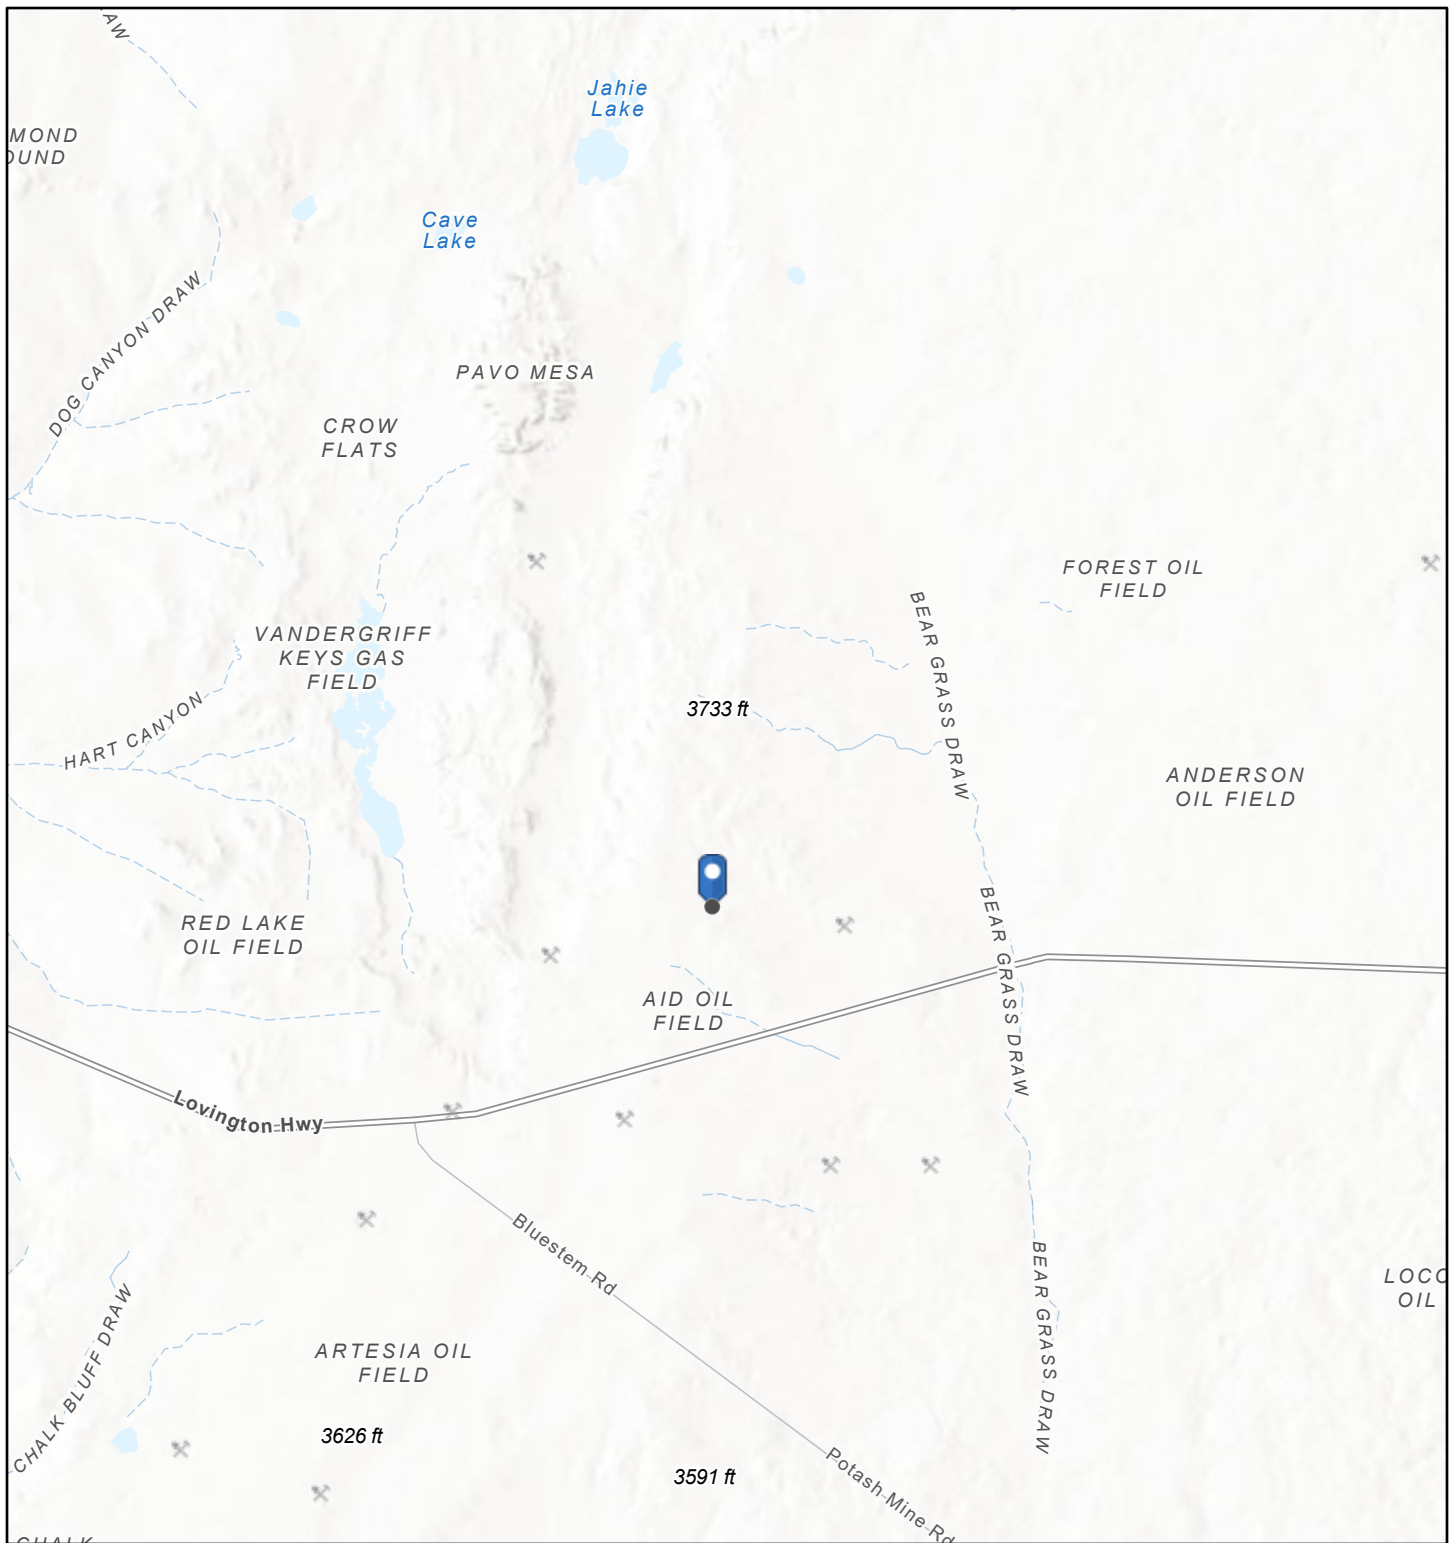 AW
Jahie
Lake
MOND
OUND
Cave
Lake
DOG CANYON DRAW
PAVO MESA
CROW
FLATS
FOREST OIL
FIELD
BEAR GRASS DRAW
VANDERGRIFF
KEYS GAS
FIELD
HART CANYON
3733 ft
ANDERSON
OIL FIELD
RED LAKE
OIL FIELD
BEAR GRASS DRAW
AID OIL
FIELD
Lovington Hwy
Bluestem Rd
BEAR GRASS DRAW
LOCO
OIL
CHALK BLUFF DRAW
ARTESIA OIL
FIELD
3626 ft
3591 ft
Potash Mine Rd
CHALK